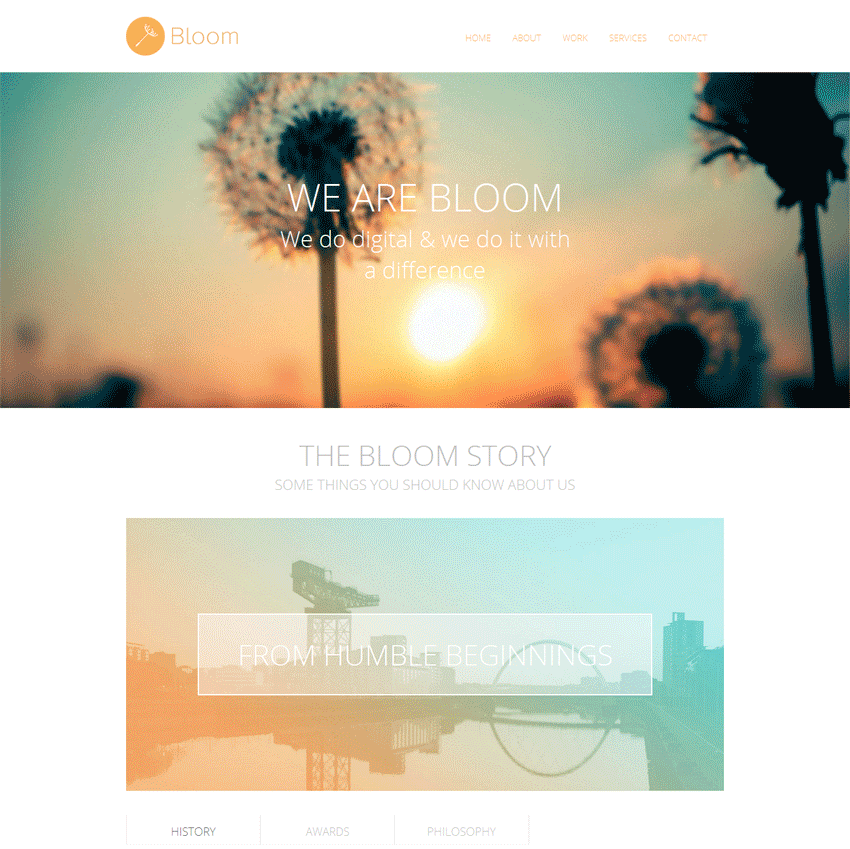 Bloom
HOME ABOUT WORK SERVICES CONTACT
WE ARE BLOOM
We do digital & we do it with
a difference
THE BLOOM STORY
SOME THINGS YOU SHOULD KNOW ABOUT US
FROM HUMBLE BEGINNINGS
HISTORY AWARDS PHILOSOPHY